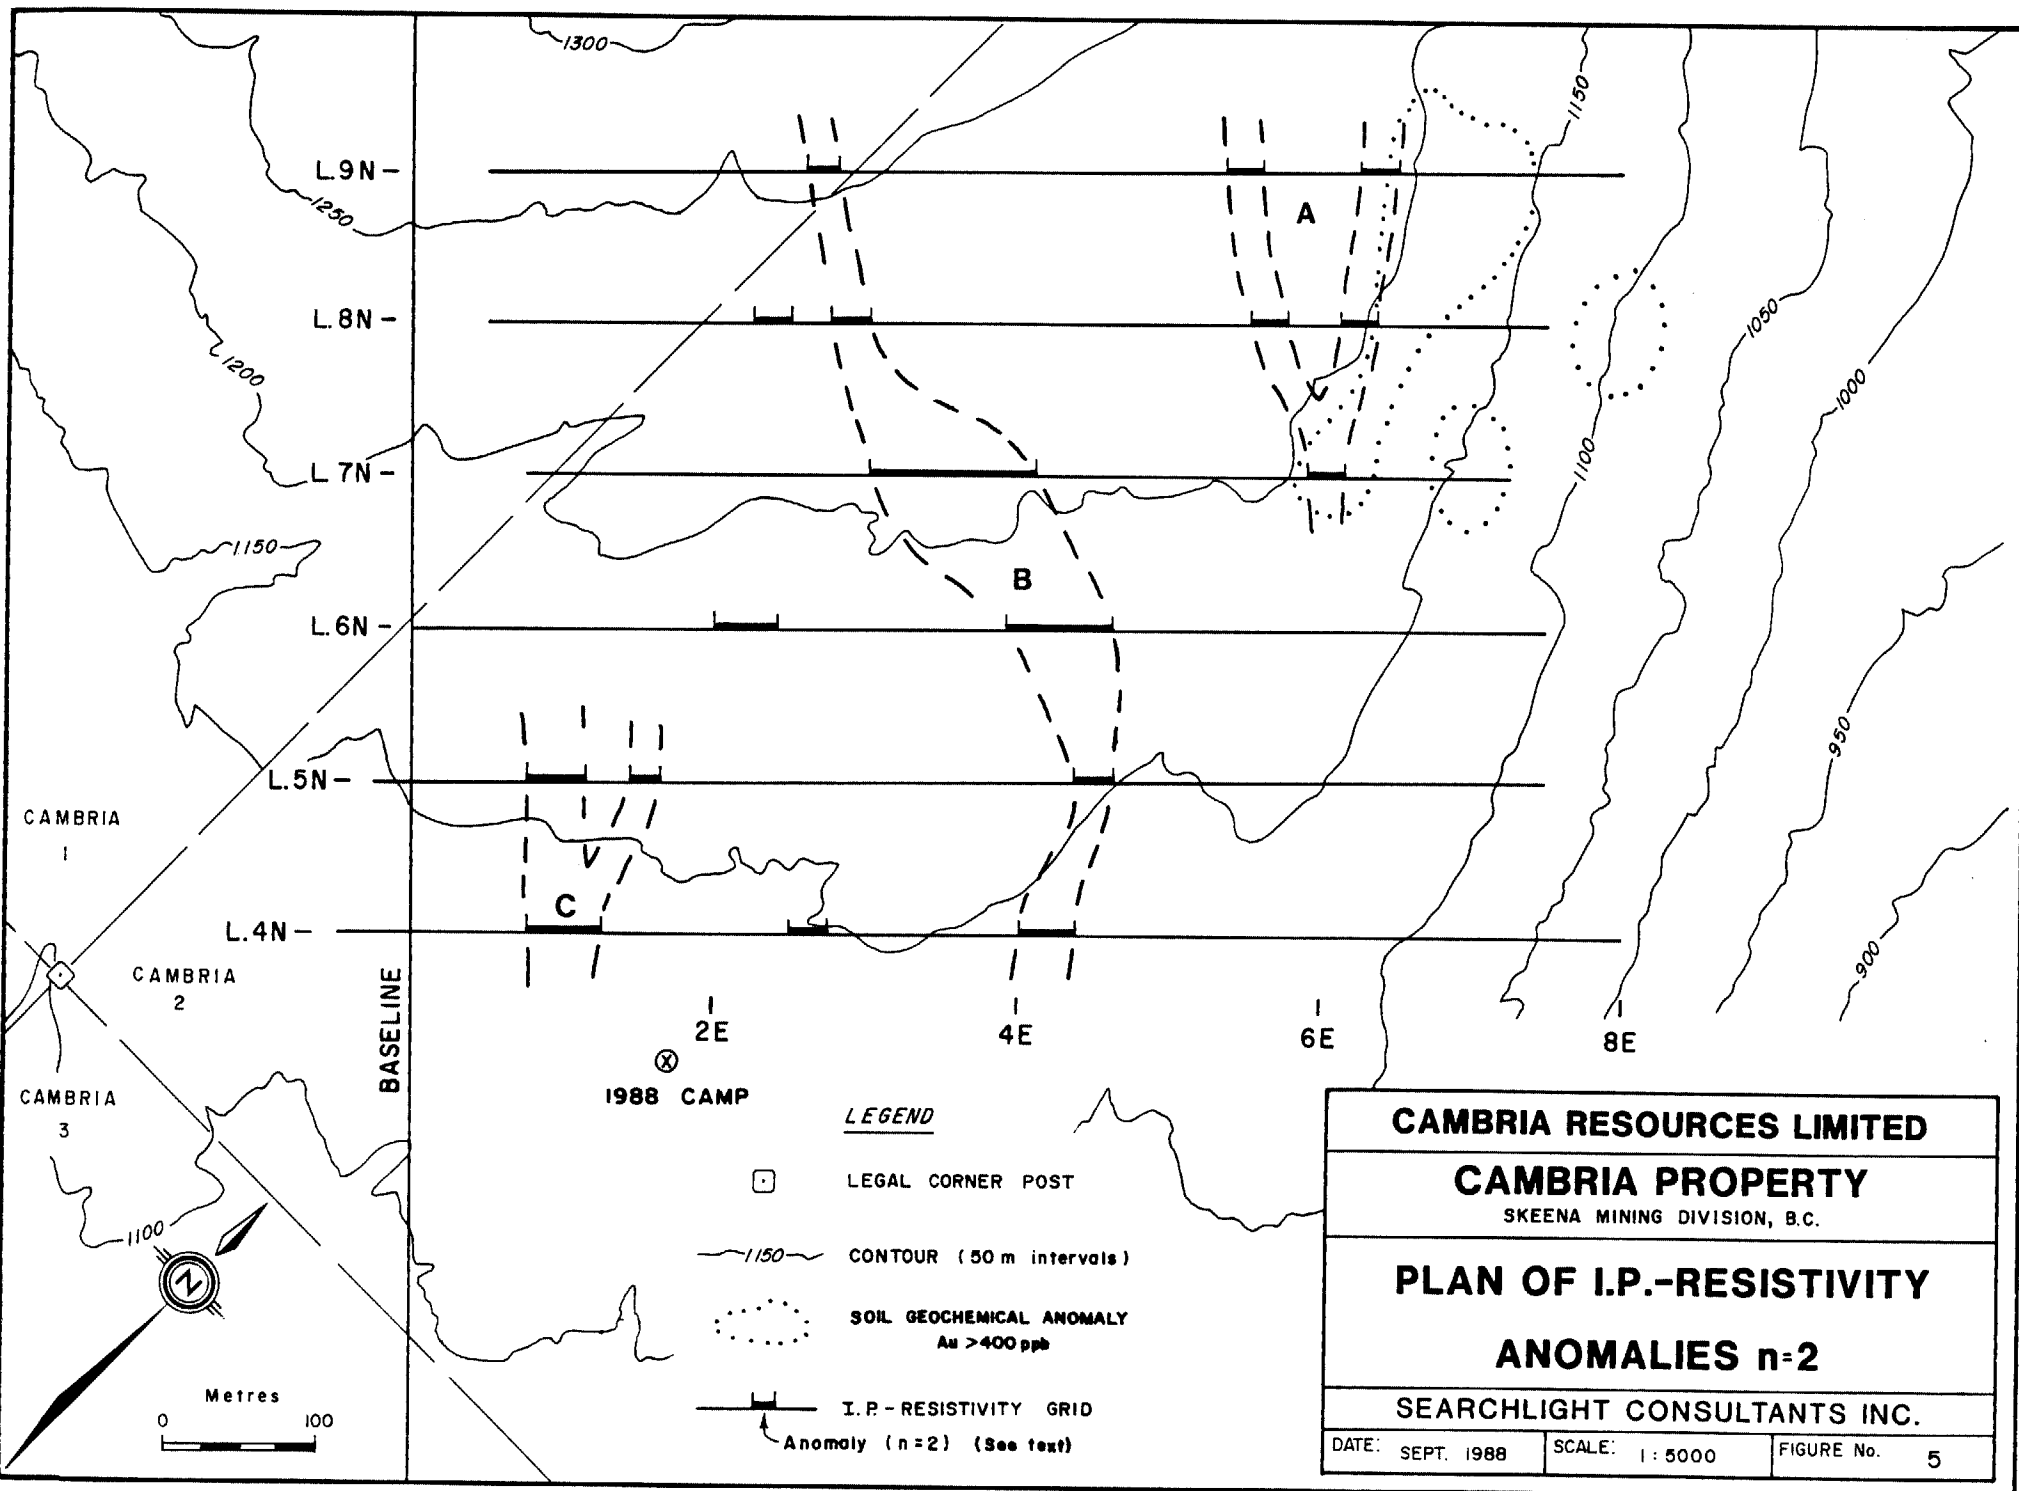 1300
1150
L.9N
1250
A
L.8N
1050
1200
1000
L 7N
1100
1150
B
L.6N
950
L.5N
CAMBRIA
1
C
L.4N
900
CAMBRIA
2
BASELINE
2E
4E
6E
8E
1988 CAMP
CAMBRIA
3
1100
N
Metres
0 100
LEGEND
LEGAL CORNER POST
1150 CONTOUR (50 m intervals)
SOIL GEOCHEMICAL ANOMALY
Au >400 ppb
I.P.-RESISTIVITY GRID
Anomaly (n=2) (See text)
CAMBRIA RESOURCES LIMITED
CAMBRIA PROPERTY
SKEENA MINING DIVISION, B.C.
PLAN OF I.P.-RESISTIVITY
ANOMALIES n=2
SEARCHLIGHT CONSULTANTS INC.
DATE: SEPT. 1988 SCALE: 1:5000 FIGURE No. 5